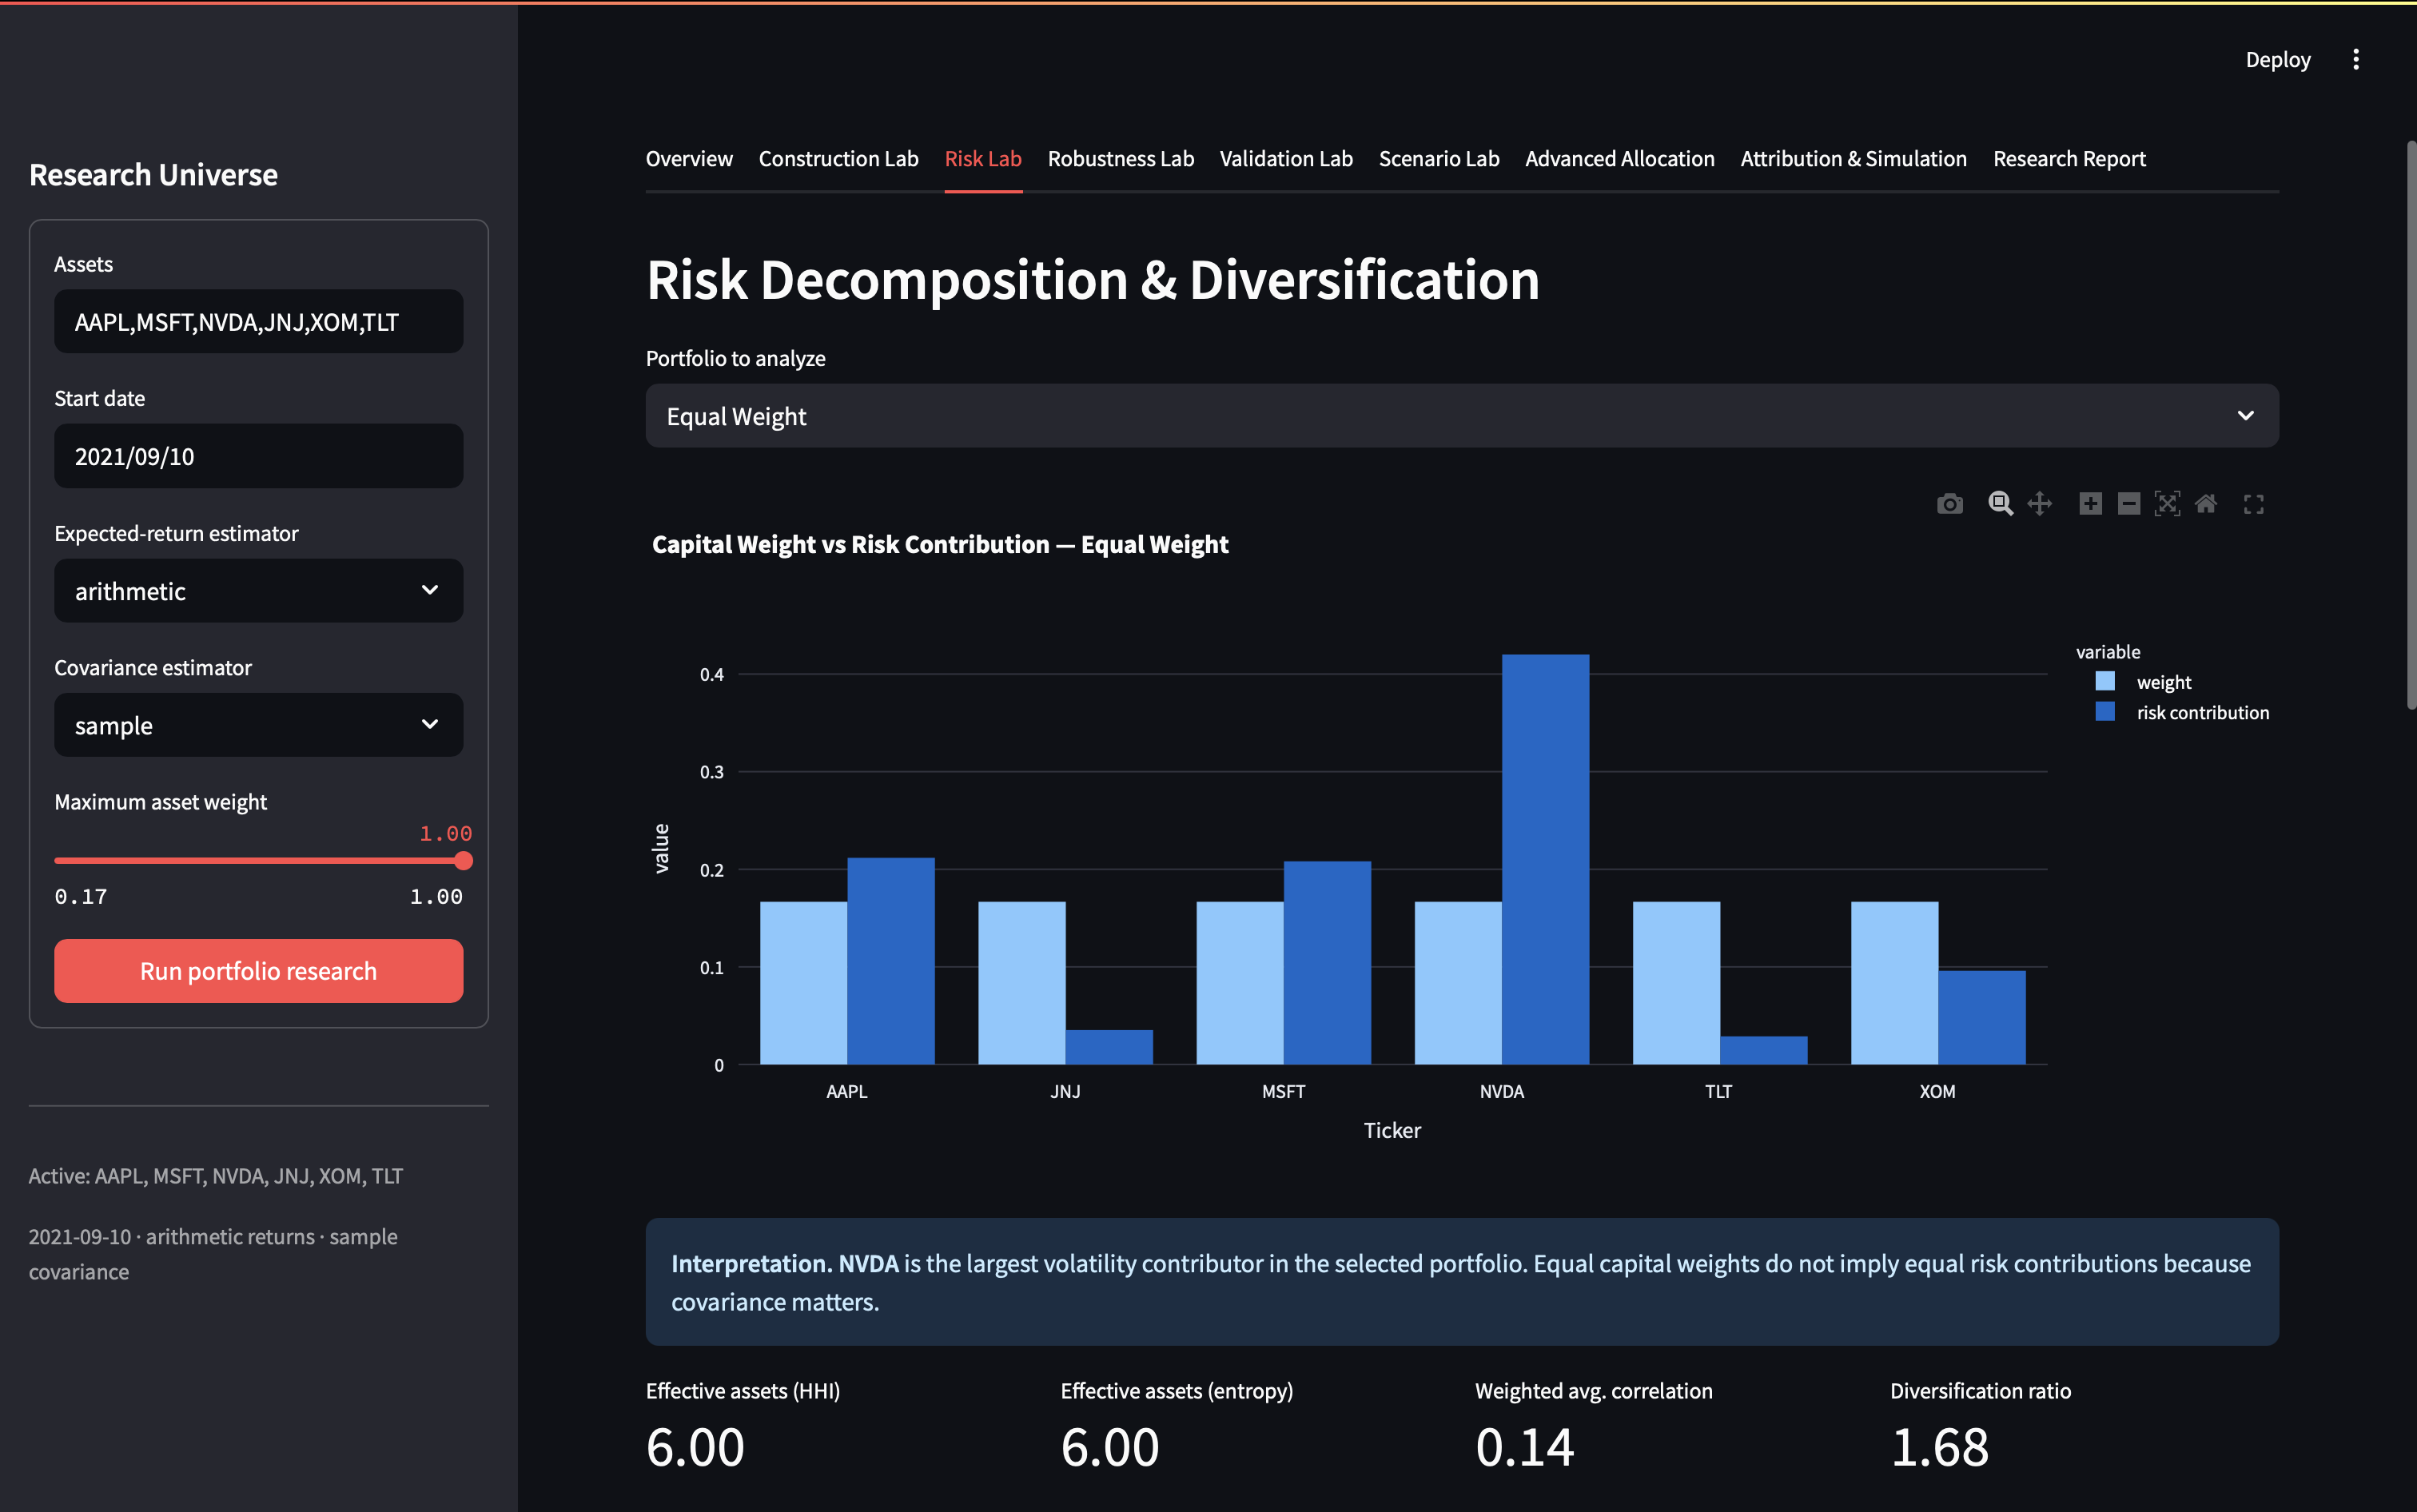 Deploy
Research Universe
Assets
AAPL,MSFT,NVDA,JNJ,XOM,TLT
Start date
2021/09/10
Expected-return estimator
arithmetic
Covariance estimator
sample
Maximum asset weight
1.00
0.17 1.00
Run portfolio research
Active: AAPL, MSFT, NVDA, JNJ, XOM, TLT
2021-09-10 · arithmetic returns · sample
covariance
Overview Construction Lab Risk Lab Robustness Lab Validation Lab Scenario Lab Advanced Allocation Attribution & Simulation Research Report
Risk Decomposition & Diversification
Portfolio to analyze
Equal Weight
Capital Weight vs Risk Contribution — Equal Weight
variable
weight
risk contribution
value
0.4
0.3
0.2
0.1
0
AAPL JNJ MSFT NVDA TLT XOM
Ticker
Interpretation. NVDA is the largest volatility contributor in the selected portfolio. Equal capital weights do not imply equal risk contributions because
covariance matters.
Effective assets (HHI) Effective assets (entropy) Weighted avg. correlation Diversification ratio
6.00 6.00 0.14 1.68